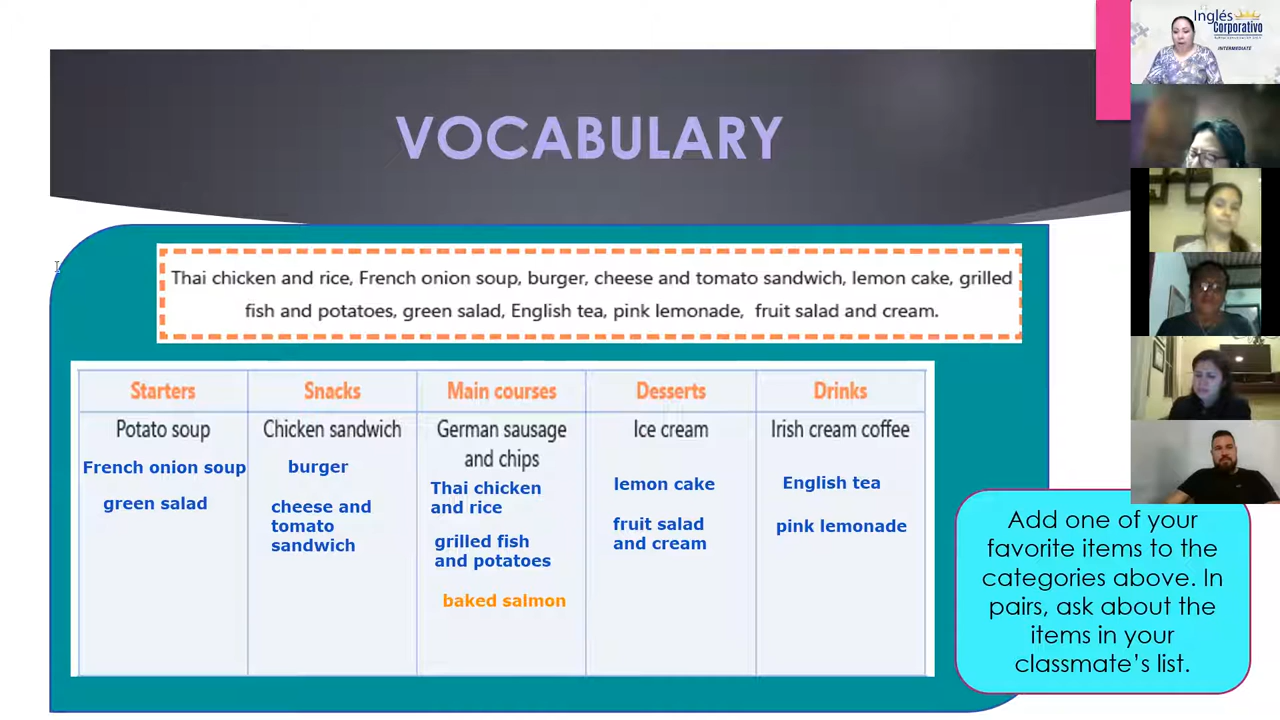 Inglés
Corporativo
INTERMEDIATE
VOCABULARY
Thai chicken and rice, French onion soup, burger, cheese and tomato sandwich, lemon cake, grilled
fish and potatoes, green salad, English tea, pink lemonade, fruit salad and cream.
Starters
Snacks
Main courses
Desserts
Drinks
Potato soup
Chicken sandwich
German sausage
and chips
Ice cream
Irish cream coffee
French onion soup
green salad
burger
cheese and
tomato
sandwich
Thai chicken
and rice
grilled fish
and potatoes
baked salmon
lemon cake
fruit salad
and cream
English tea
pink lemonade
Add one of your
favorite items to the
categories above. In
pairs, ask about the
items in your
classmate's list.